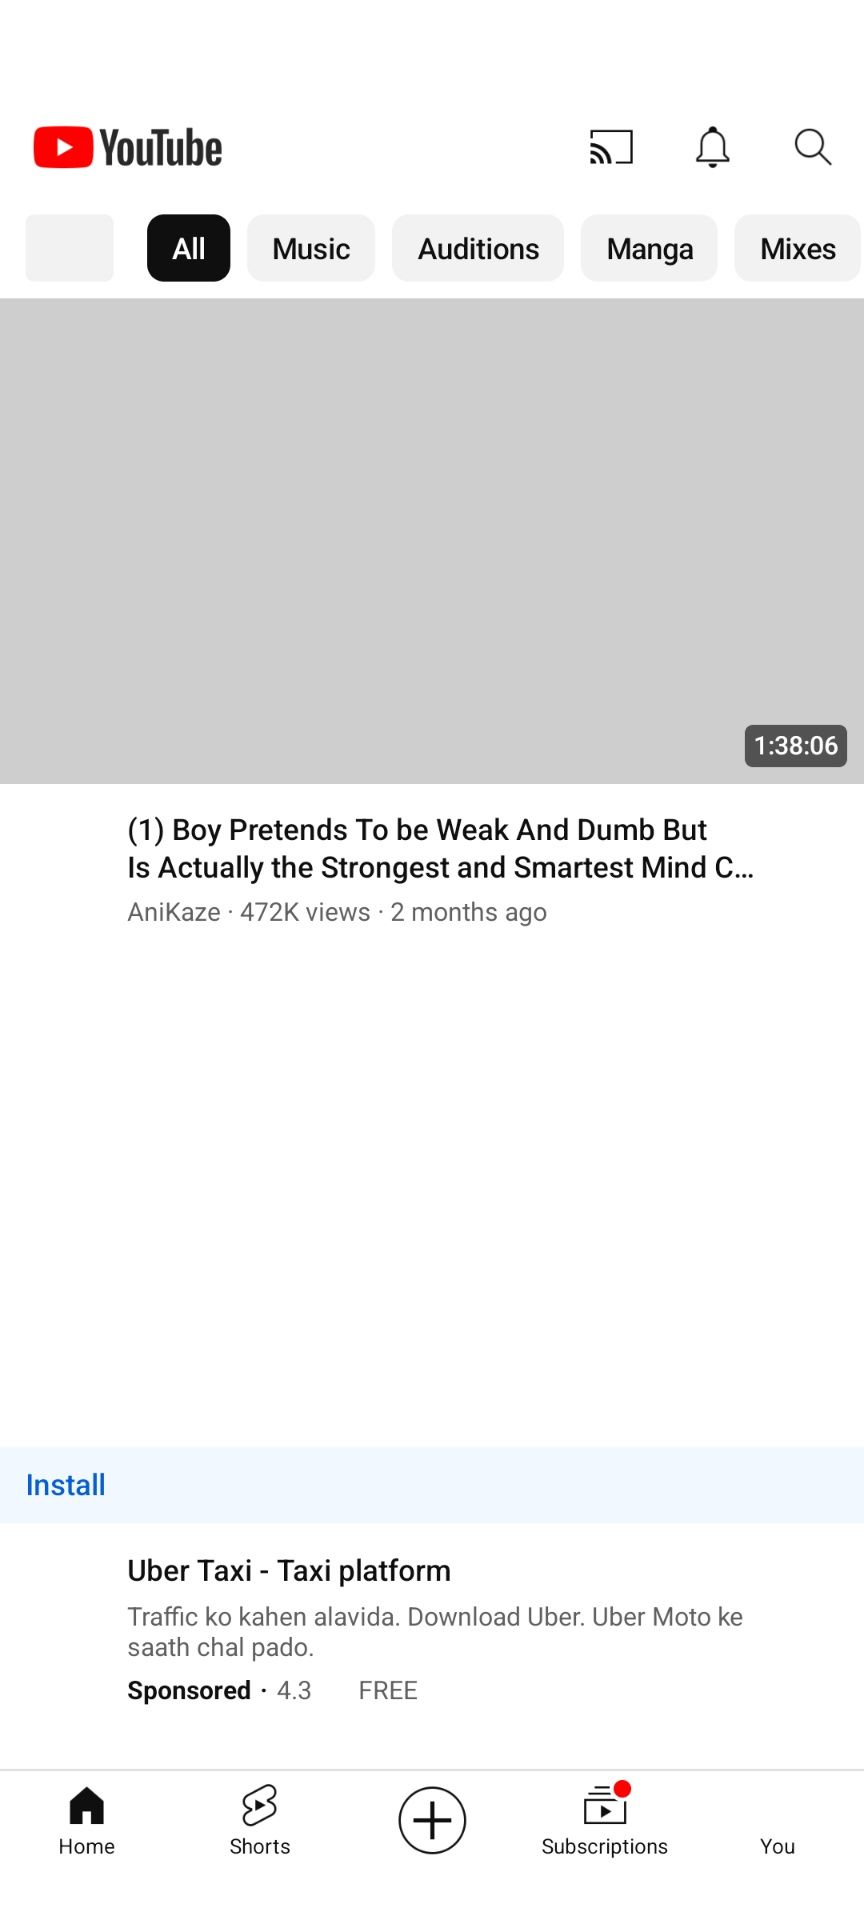 YouTube
All
Music
Auditions
Manga
Mixes
1:38:06
(1) Boy Pretends To be Weak And Dumb But
Is Actually the Strongest and Smartest Mind C...
AniKaze · 472K views · 2 months ago
Install
Uber Taxi - Taxi platform
Traffic ko kahen alavida. Download Uber. Uber Moto ke
saath chal pado.
Sponsored · 4.3 FREE
Home
Shorts
Subscriptions
You